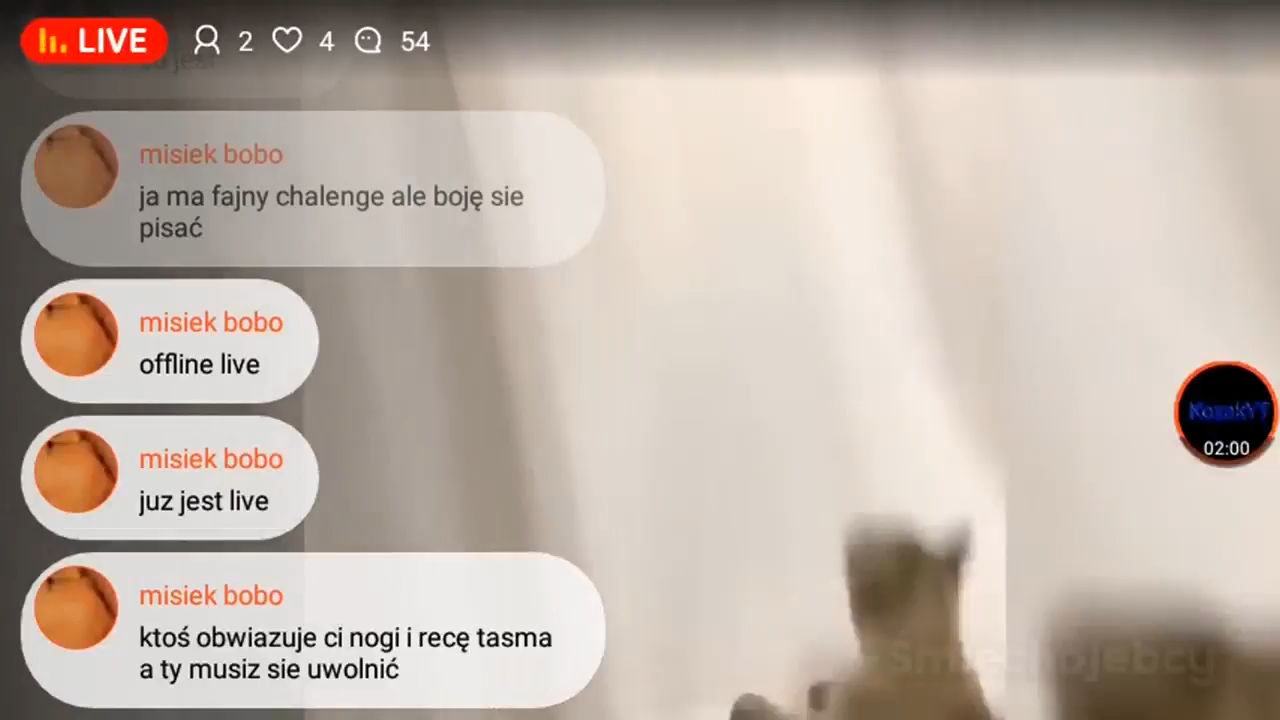 LIVE 2 4 54
misiek bobo
ja ma fajny chalenge ale boję sie
pisać
misiek bobo
offline live
misiek bobo
juz jest live
02:00
misiek bobo
ktoś obwiazuje ci nogi i recę tasma
a ty musiz sie uwolnić